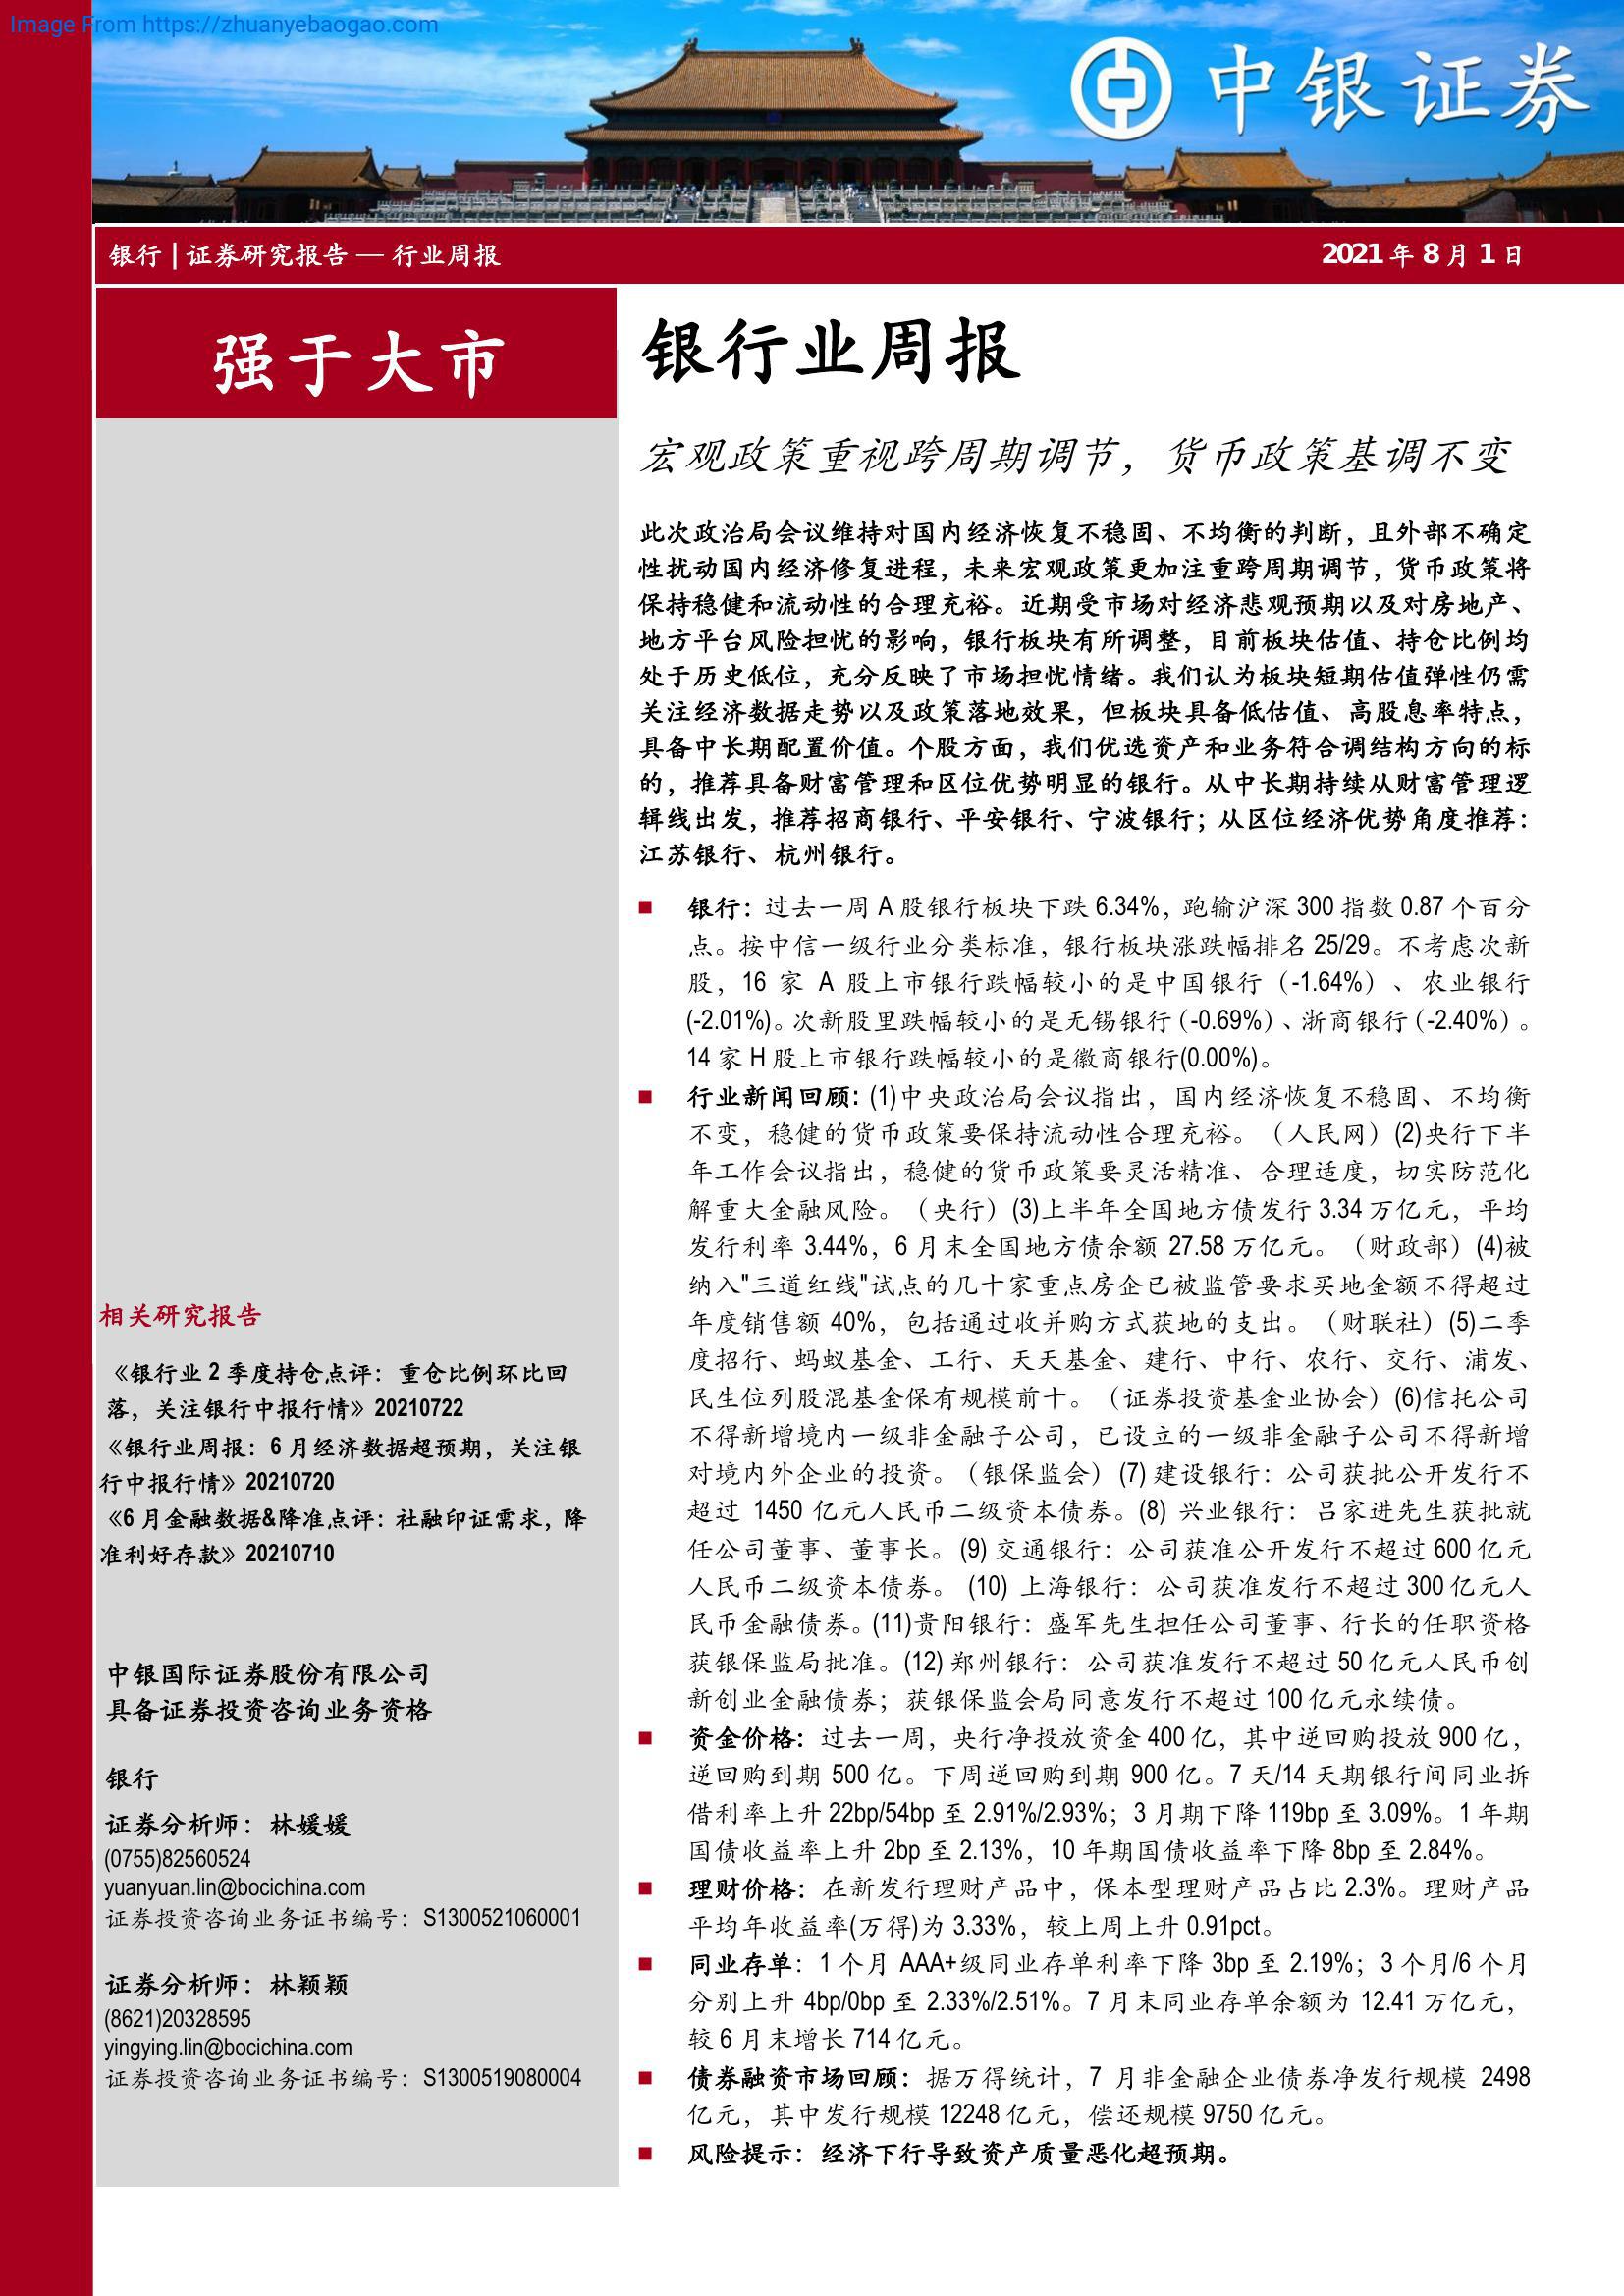 Image From https://zhuanyebaogao.com
中银证券
银行 | 证券研究报告 — 行业周报
2021 年 8 月 1 日
强于大市
银行业周报
宏观政策重视跨周期调节，货币政策基调不变
此次政治局会议维持对国内经济恢复不稳固、不均衡的判断，且外部不确定
性扰动国内经济修复进程，未来宏观政策更加注重跨周期调节，货币政策将
保持稳健和流动性的合理充裕。近期受市场对经济悲观预期以及对房地产、
地方平台风险担忧的影响，银行板块有所调整，目前板块估值、持仓比例均
处于历史低位，充分反映了市场担忧情绪。我们认为板块短期估值弹性仍需
关注经济数据走势以及政策落地效果，但板块具备低估值、高股息率特点，
具备中长期配置价值。个股方面，我们优选资产和业务符合调结构方向的标
的，推荐具备财富管理和区位优势明显的银行。从中长期持续从财富管理逻
辑线出发，推荐招商银行、平安银行、宁波银行；从区位经济优势角度推荐：
江苏银行、杭州银行。
■ 银行：过去一周 A 股银行板块下跌 6.34%，跑输沪深 300 指数 0.87 个百分
点。按中信一级行业分类标准，银行板块涨跌幅排名 25/29。不考虑次新
股，16 家 A 股上市银行跌幅较小的是中国银行（-1.64%）、农业银行
(-2.01%)。次新股里跌幅较小的是无锡银行（-0.69%）、浙商银行（-2.40%）。
14 家 H 股上市银行跌幅较小的是徽商银行(0.00%)。
■ 行业新闻回顾: (1)中央政治局会议指出，国内经济恢复不稳固、不均衡
不变，稳健的货币政策要保持流动性合理充裕。（人民网）(2)央行下半
年工作会议指出，稳健的货币政策要灵活精准、合理适度，切实防范化
解重大金融风险。（央行）(3)上半年全国地方债发行 3.34 万亿元，平均
发行利率 3.44%，6 月末全国地方债余额 27.58 万亿元。（财政部）(4)被
纳入"三道红线"试点的几十家重点房企已被监管要求买地金额不得超过
年度销售额 40%，包括通过收并购方式获地的支出。（财联社）(5)二季
度招行、蚂蚁基金、工行、天天基金、建行、中行、农行、交行、浦发、
民生位列股混基金保有规模前十。（证券投资基金业协会）(6)信托公司
不得新增境内一级非金融子公司，已设立的一级非金融子公司不得新增
对境内外企业的投资。（银保监会）(7) 建设银行：公司获批公开发行不
超过 1450 亿元人民币二级资本债券。(8) 兴业银行：吕家进先生获批就
任公司董事、董事长。(9) 交通银行：公司获准公开发行不超过 600 亿元
人民币二级资本债券。 (10) 上海银行：公司获准发行不超过 300 亿元人
民币金融债券。(11)贵阳银行：盛军先生担任公司董事、行长的任职资格
获银保监局批准。(12) 郑州银行：公司获准发行不超过 50 亿元人民币创
新创业金融债券；获银保监会局同意发行不超过 100 亿元永续债。
■ 资金价格：过去一周，央行净投放资金 400 亿，其中逆回购投放 900 亿，
逆回购到期 500 亿。下周逆回购到期 900 亿。7 天/14 天期银行间同业拆
借利率上升 22bp/54bp 至 2.91%/2.93%；3 月期下降 119bp 至 3.09%。1 年期
国债收益率上升 2bp 至 2.13%，10 年期国债收益率下降 8bp 至 2.84%。
■ 理财价格：在新发行理财产品中，保本型理财产品占比 2.3%。理财产品
平均年收益率(万得)为 3.33%，较上周上升 0.91pct。
■ 同业存单：1 个月 AAA+级同业存单利率下降 3bp 至 2.19%；3 个月/6 个月
分别上升 4bp/0bp 至 2.33%/2.51%。7 月末同业存单余额为 12.41 万亿元，
较 6 月末增长 714 亿元。
■ 债券融资市场回顾：据万得统计，7 月非金融企业债券净发行规模 2498
亿元，其中发行规模 12248 亿元，偿还规模 9750 亿元。
■ 风险提示：经济下行导致资产质量恶化超预期。
相关研究报告
《银行业 2 季度持仓点评：重仓比例环比回
落，关注银行中报行情》20210722
《银行业周报：6 月经济数据超预期，关注银
行中报行情》20210720
《6 月金融数据&降准点评：社融印证需求，降
准利好存款》20210710
中银国际证券股份有限公司
具备证券投资咨询业务资格
银行
证券分析师：林媛媛
(0755)82560524
yuanyuan.lin@bocichina.com
证券投资咨询业务证书编号：S1300521060001
证券分析师：林颖颖
(8621)20328595
yingying.lin@bocichina.com
证券投资咨询业务证书编号：S1300519080004